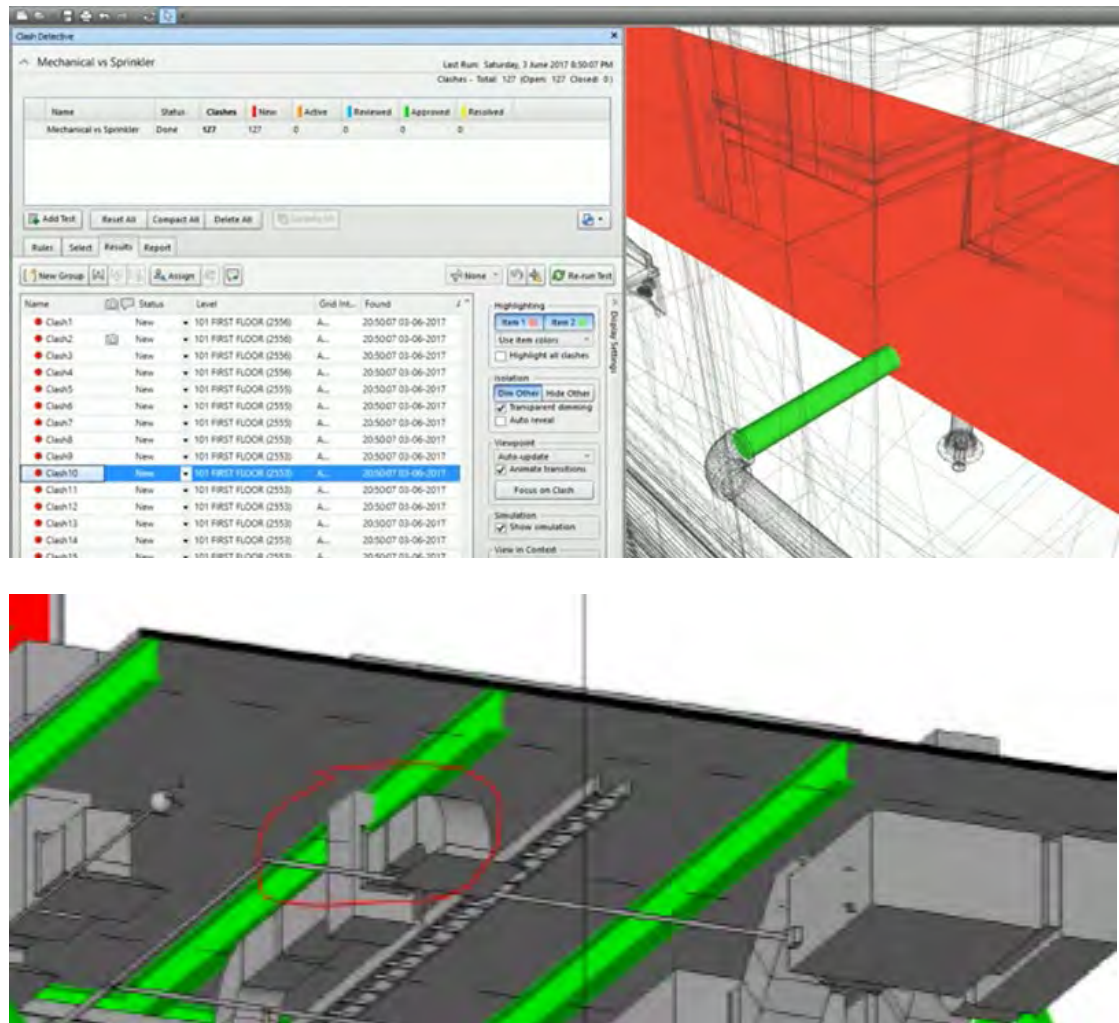 Clash Detective
Mechanical vs Sprinkler
Last Run: Saturday, 3 June 2017 8:50:07 PM
Clashes - Total: 127 (Open: 127 Closed: 0)
Name Status Clashes New Active Reviewed Approved Resolved
Mechanical vs Sprinkler Done 127 127 0 0 0 0
Add Test Reset All Compact All Delete All
Rules Select Results Report
New Group Assign None Re-run Test
Name Status Level Grid Int... Found
Clash1 New 101 FIRST FLOOR (2556) A... 20:50:07 03-06-2017
Clash2 New 101 FIRST FLOOR (2556) A... 20:50:07 03-06-2017
Clash3 New 101 FIRST FLOOR (2556) A... 20:50:07 03-06-2017
Clash4 New 101 FIRST FLOOR (2556) A... 20:50:07 03-06-2017
Clash5 New 101 FIRST FLOOR (2555) A... 20:50:07 03-06-2017
Clash6 New 101 FIRST FLOOR (2555) A... 20:50:07 03-06-2017
Clash7 New 101 FIRST FLOOR (2555) A... 20:50:07 03-06-2017
Clash8 New 101 FIRST FLOOR (2553) A... 20:50:07 03-06-2017
Clash9 New 101 FIRST FLOOR (2553) A... 20:50:07 03-06-2017
Clash10 New 101 FIRST FLOOR (2553) A... 20:50:07 03-06-2017
Clash11 New 101 FIRST FLOOR (2553) A... 20:50:07 03-06-2017
Clash12 New 101 FIRST FLOOR (2553) A... 20:50:07 03-06-2017
Clash13 New 101 FIRST FLOOR (2553) A... 20:50:07 03-06-2017
Clash14 New 101 FIRST FLOOR (2553) A... 20:50:07 03-06-2017
Clash15 New 101 FIRST FLOOR (2553) A... 20:50:07 03-06-2017
Highlighting
Item 1 Item 2
Use item colors
Highlight all clashes
Isolation
Dim Other Hide Other
Transparent dimming
Auto reveal
Viewpoint
Auto-update
Animate transitions
Focus on Clash
Simulation
Show simulation
View in Context
Display Settings